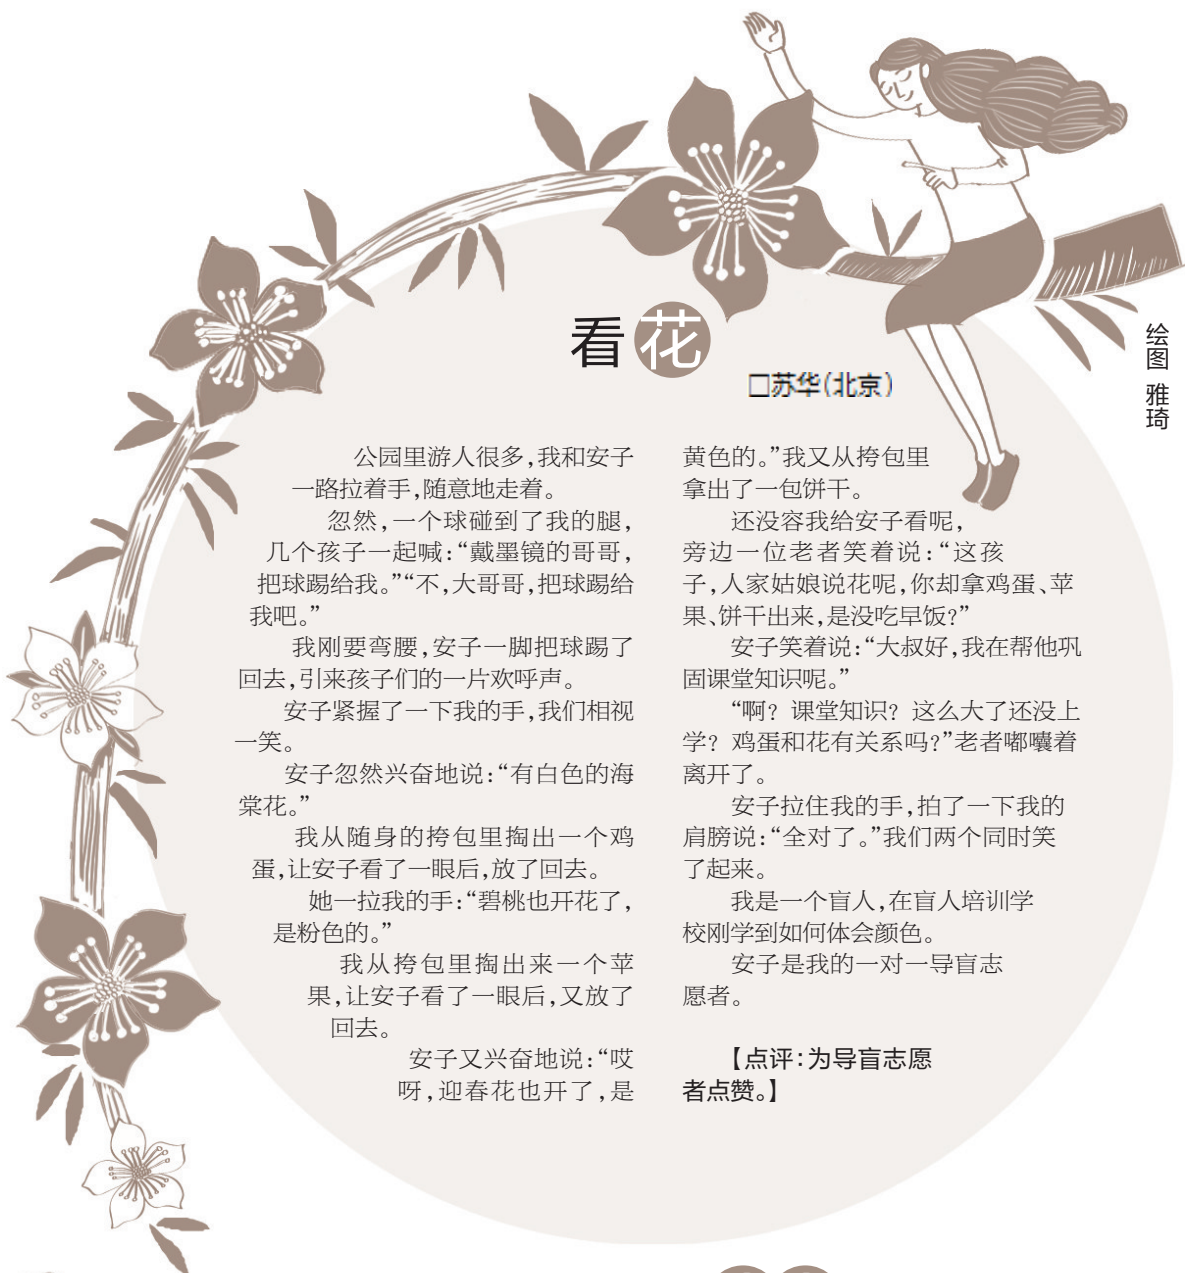 看花
□苏华(北京)
公园里游人很多,我和安子
一路拉着手,随意地走着。
忽然,一个球碰到了我的腿,
几个孩子一起喊:“戴墨镜的哥哥,
把球踢给我。”“不,大哥哥,把球踢给
我吧。”
我刚要弯腰,安子一脚把球踢了
回去,引来孩子们的一片欢呼声。
安子紧握了一下我的手,我们相视
一笑。
安子忽然兴奋地说:“有白色的海
棠花。”
我从随身的挎包里掏出一个鸡
蛋,让安子看了一眼后,放了回去。
她一拉我的手:“碧桃也开花了,
是粉色的。”
我从挎包里掏出来一个苹
果,让安子看了一眼后,又放了
回去。
安子又兴奋地说:“哎
呀,迎春花也开了,是
黄色的。”我又从挎包里
拿出了一包饼干。
还没容我给安子看呢,
旁边一位老者笑着说:“这孩
子,人家姑娘说花呢,你却拿鸡蛋、苹
果、饼干出来,是没吃早饭?”
安子笑着说:“大叔好,我在帮他巩
固课堂知识呢。”
“啊?课堂知识?这么大了还没上
学?鸡蛋和花有关系吗?”老者嘟囔着
离开了。
安子拉住我的手,拍了一下我的
肩膀说:“全对了。”我们两个同时笑
了起来。
我是一个盲人,在盲人培训学
校刚学到如何体会颜色。
安子是我的一对一导盲志
愿者。
【点评:为导盲志愿
者点赞。】
绘图 雅琦